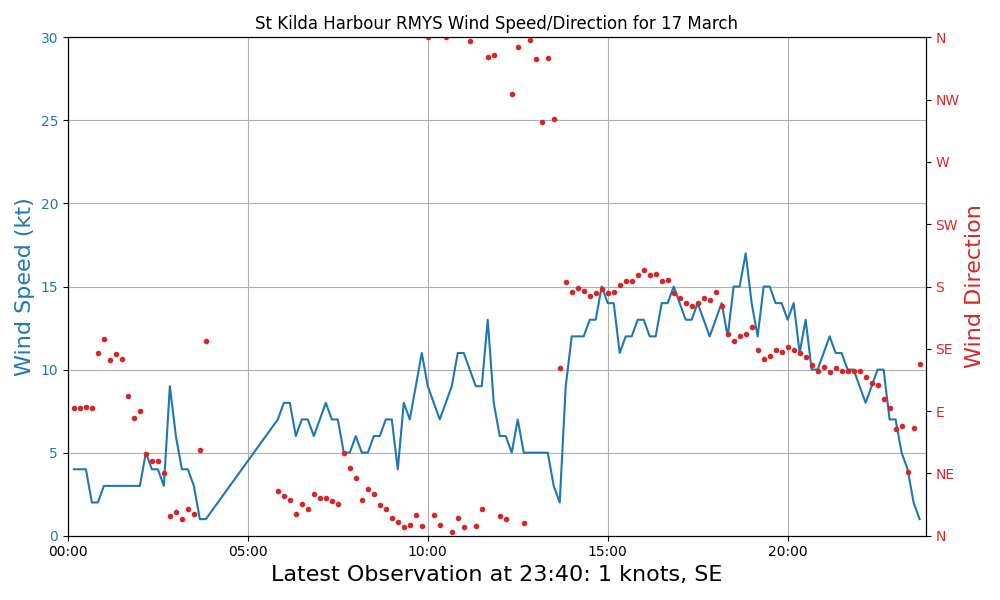 St Kilda Harbour RMYS Wind Speed/Direction for 17 March
30
25
20
15
10
5
0
Wind Speed (kt)
N
NW
W
SW
S
SE
E
NE
N
Wind Direction
00:00
05:00
10:00
15:00
20:00
Latest Observation at 23:40: 1 knots, SE